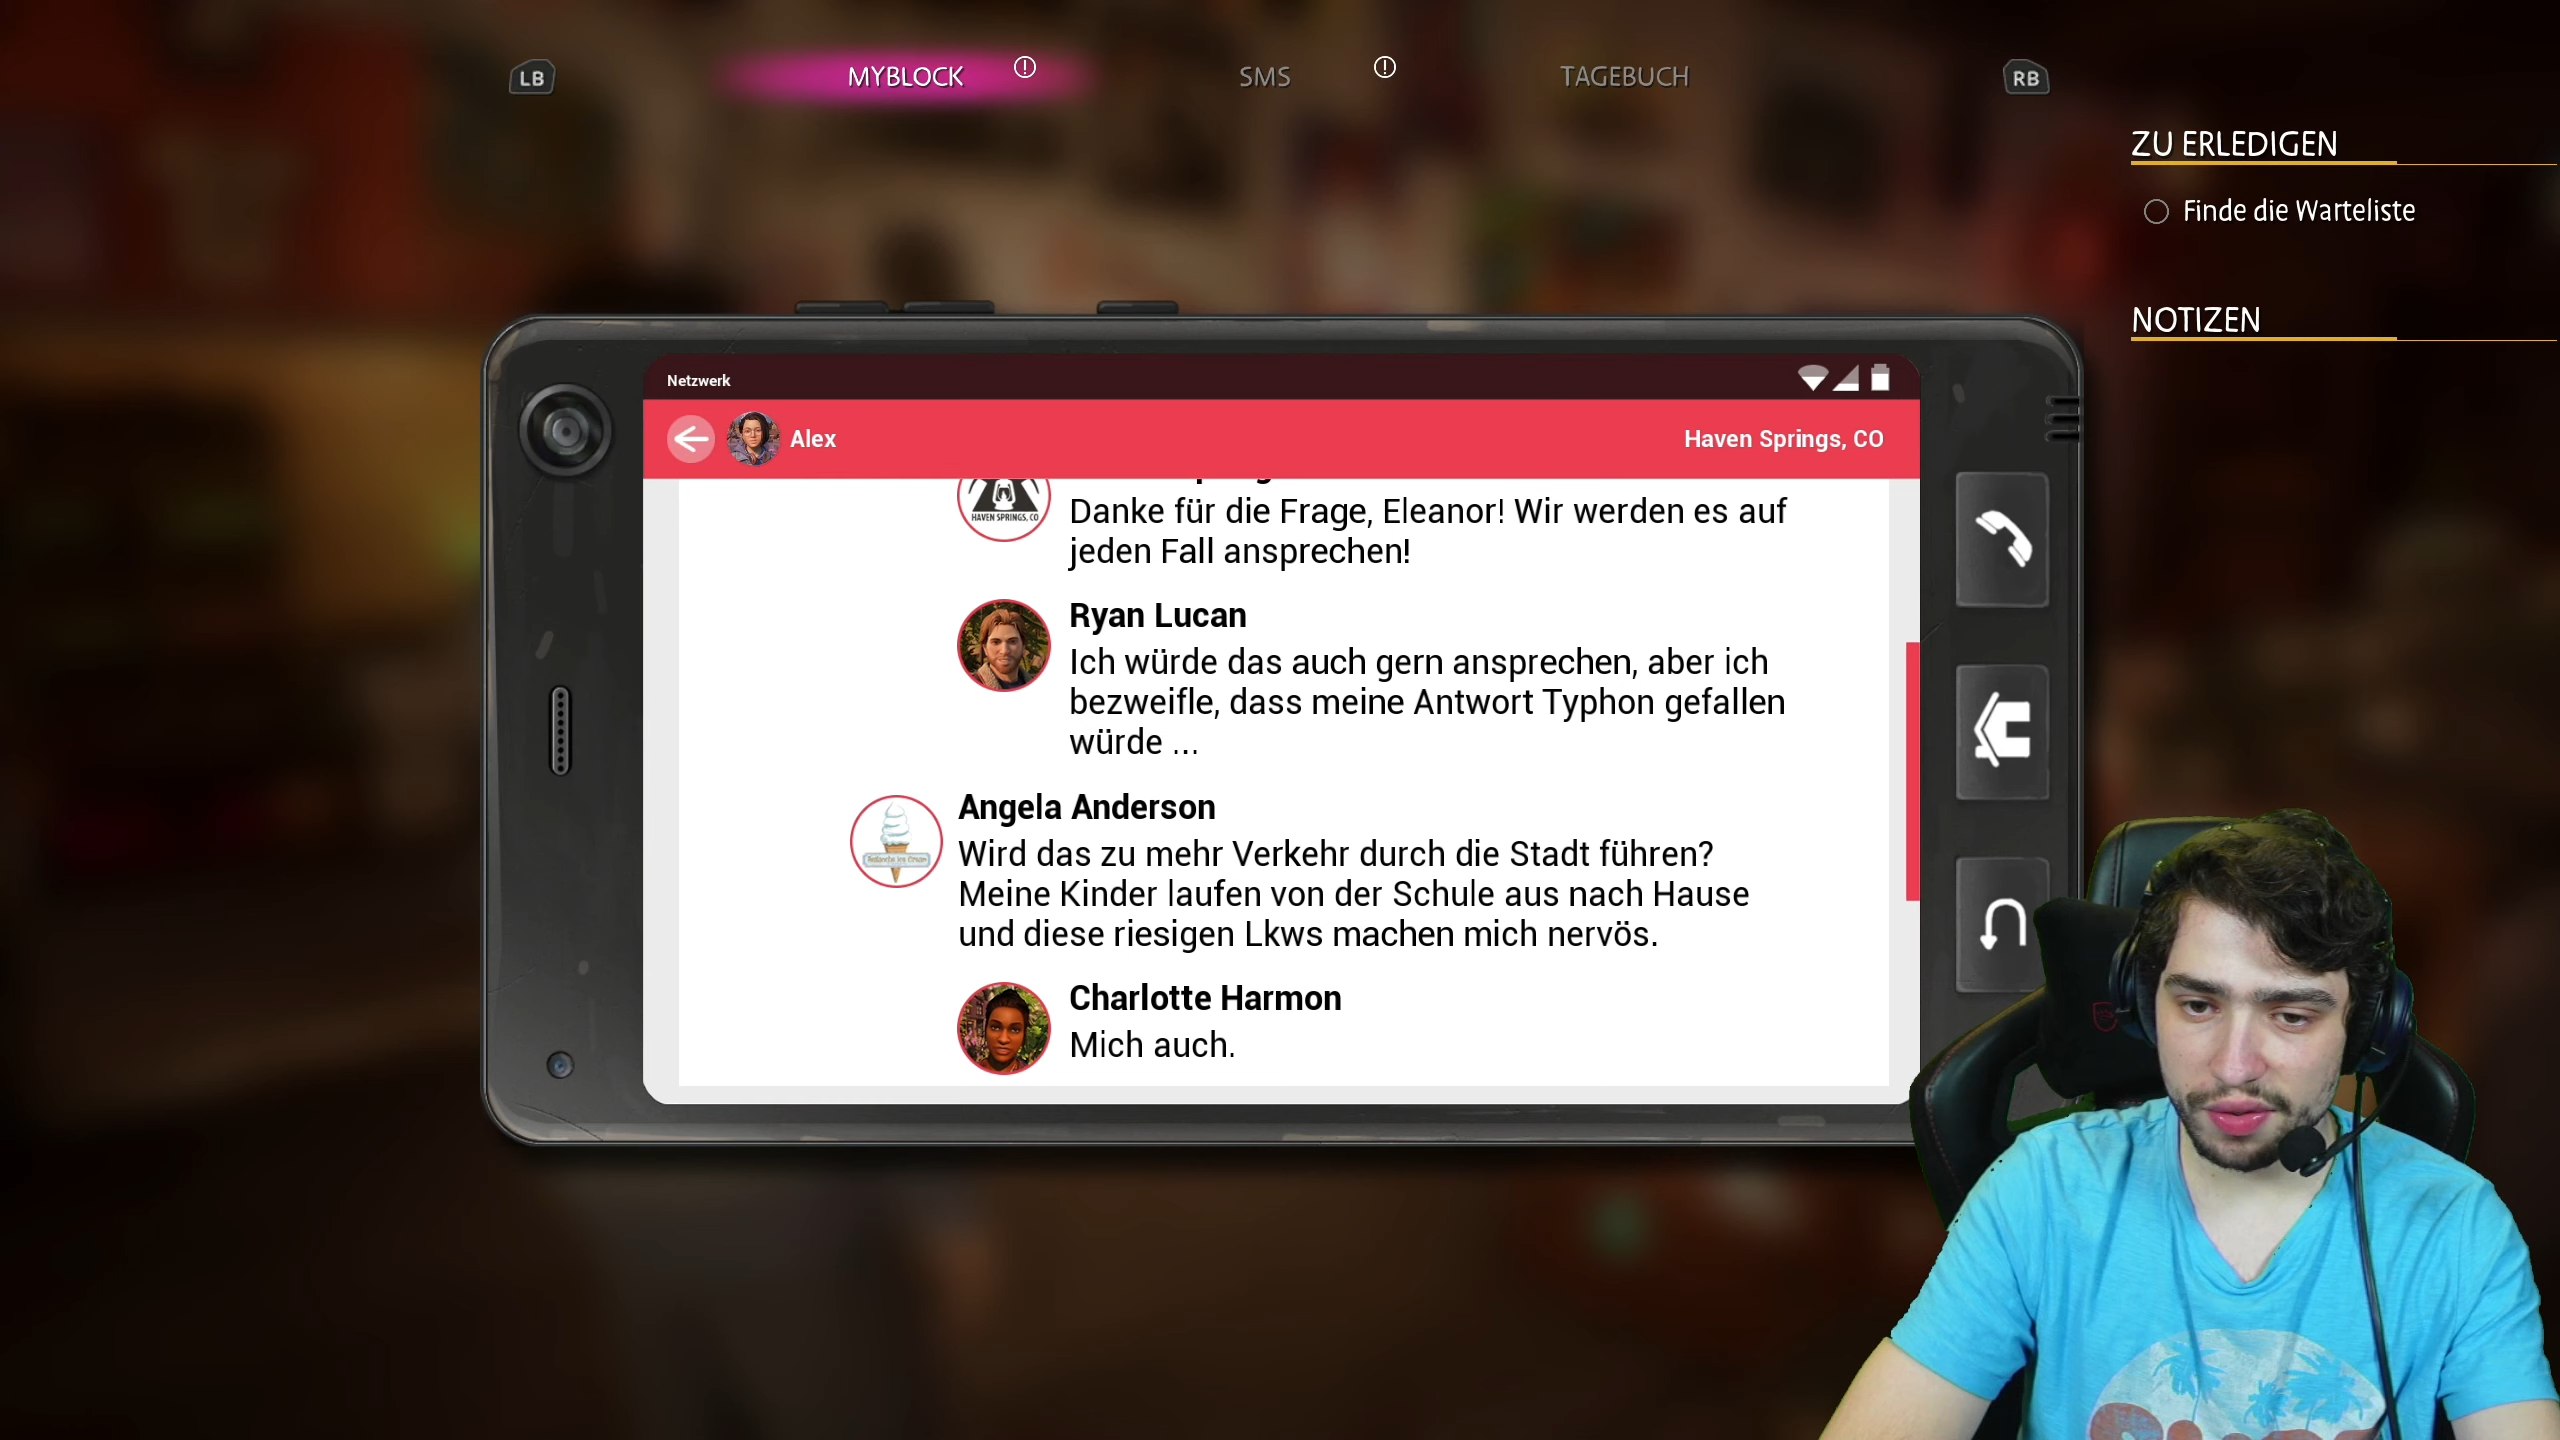 LB
MYBLOCK
SMS
TAGEBUCH
RB
ZU ERLEDIGEN
Finde die Warteliste
NOTIZEN
Netzwerk
Alex
Haven Springs, CO
HAVEN SPRINGS, CO
Danke für die Frage, Eleanor! Wir werden es auf
jeden Fall ansprechen!
Ryan Lucan
Ich würde das auch gern ansprechen, aber ich
bezweifle, dass meine Antwort Typhon gefallen
würde ...
Angela Anderson
Wird das zu mehr Verkehr durch die Stadt führen?
Meine Kinder laufen von der Schule aus nach Hause
und diese riesigen Lkws machen mich nervös.
Charlotte Harmon
Mich auch.